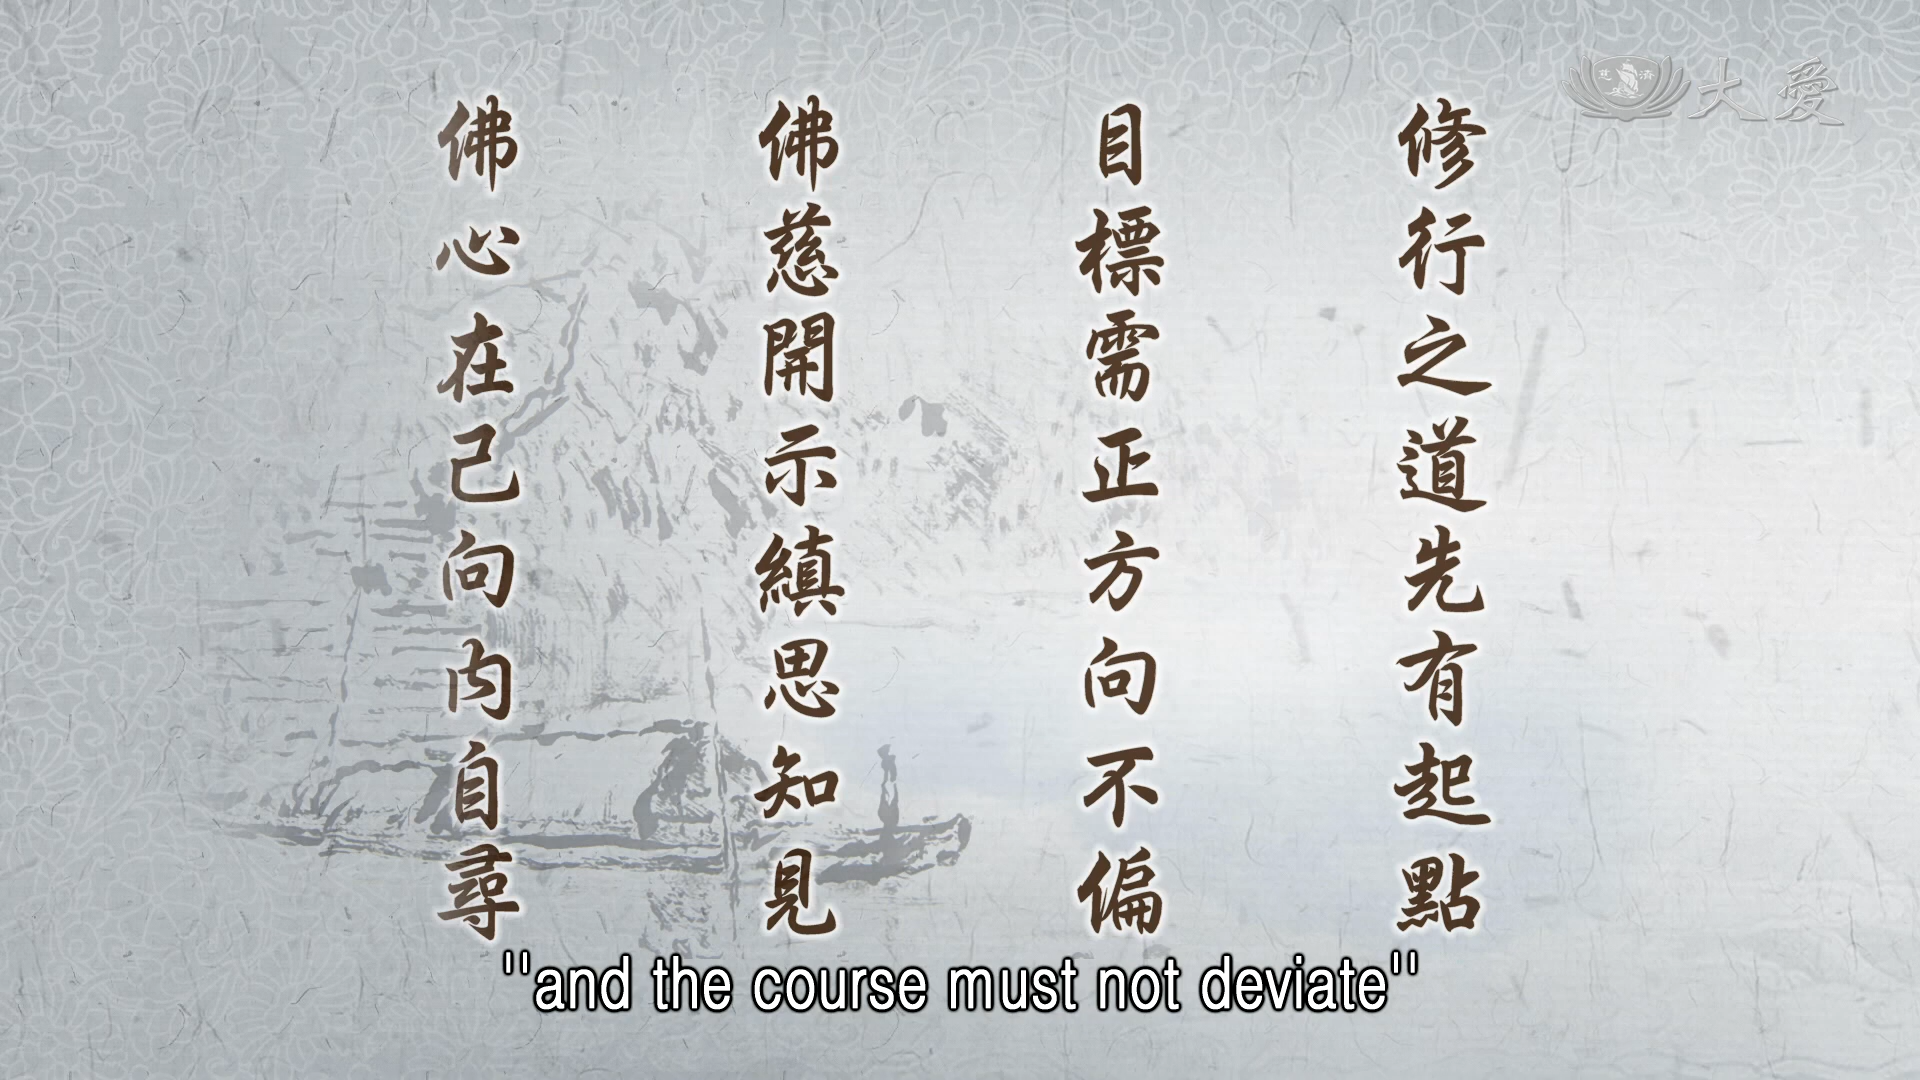 修行之道先有起點
目標需正方向不偏
佛慈開示縝思知見
佛心在己向內自尋
慈濟
大愛
"and the course must not deviate"